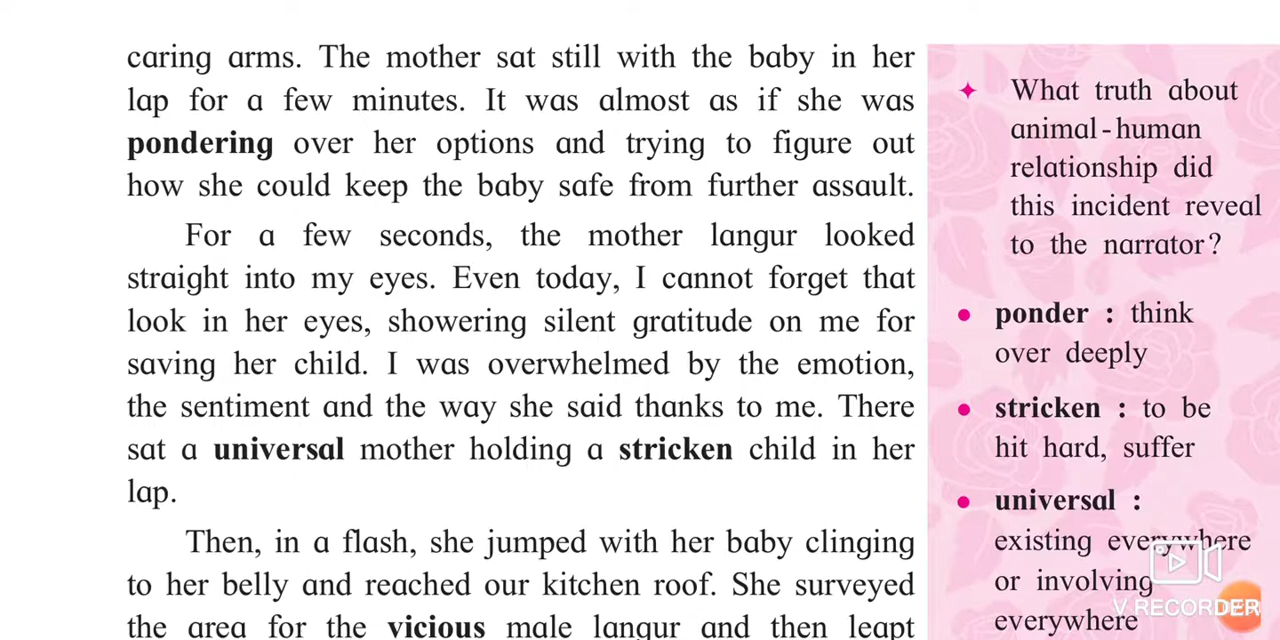 caring arms. The mother sat still with the baby in her
lap for a few minutes. It was almost as if she was
pondering over her options and trying to figure out
how she could keep the baby safe from further assault.
For a few seconds, the mother langur looked
straight into my eyes. Even today, I cannot forget that
look in her eyes, showering silent gratitude on me for
saving her child. I was overwhelmed by the emotion,
the sentiment and the way she said thanks to me. There
sat a universal mother holding a stricken child in her
lap.
Then, in a flash, she jumped with her baby clinging
to her belly and reached our kitchen roof. She surveyed
the area for the vicious male langur and then leapt
What truth about
animal-human
relationship did
this incident reveal
to the narrator?
ponder : think
over deeply
stricken : to be
hit hard, suffer
universal :
existing everywhere
or involving
everywhere
V RECORDER